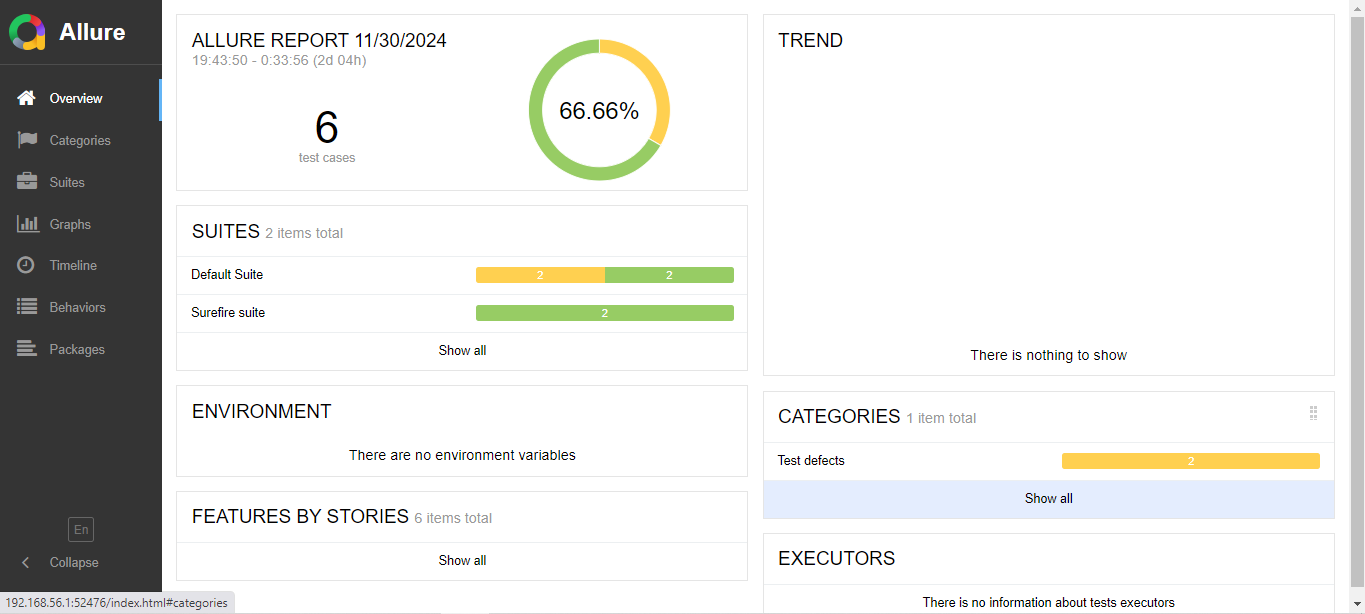 Allure
Overview
Categories
Suites
Graphs
Timeline
Behaviors
Packages
En
Collapse
ALLURE REPORT 11/30/2024
19:43:50 - 0:33:56 (2d 04h)
6
test cases
66.66%
SUITES 2 items total
Default Suite 2 2
Surefire suite 2
Show all
ENVIRONMENT
There are no environment variables
FEATURES BY STORIES 6 items total
Show all
TREND
There is nothing to show
CATEGORIES 1 item total
Test defects 2
Show all
EXECUTORS
There is no information about tests executors
192.168.56.1:52476/index.html#categories